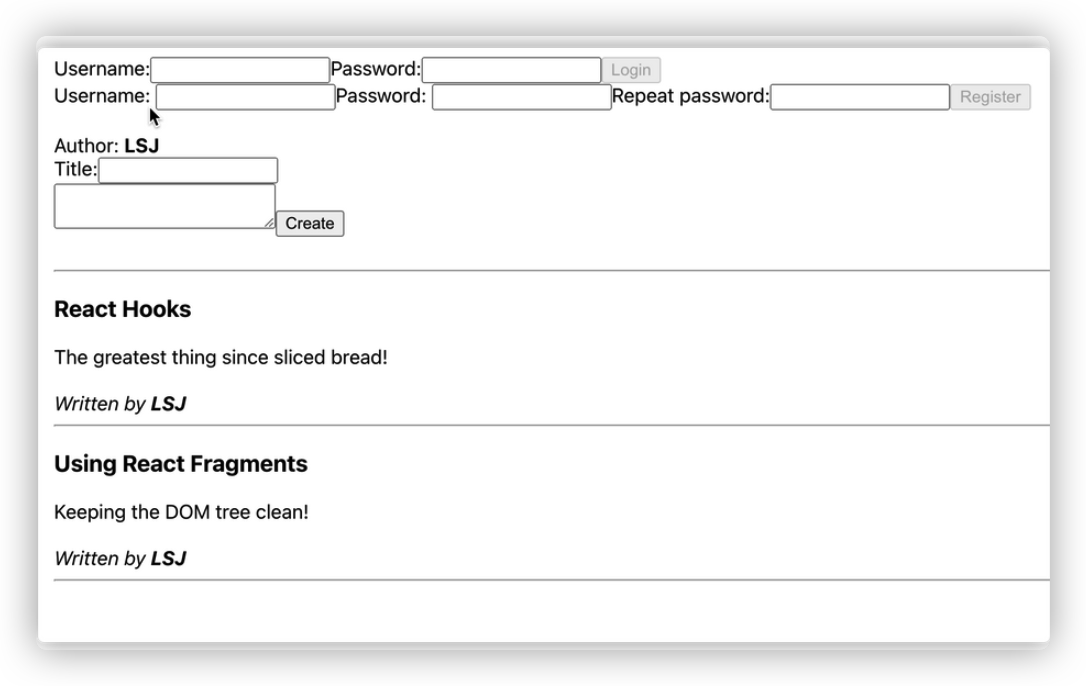 Username: Password: Login
Username: Password: Repeat password: Register
Author: LSJ
Title:
Create
React Hooks
The greatest thing since sliced bread!
Written by LSJ
Using React Fragments
Keeping the DOM tree clean!
Written by LSJ